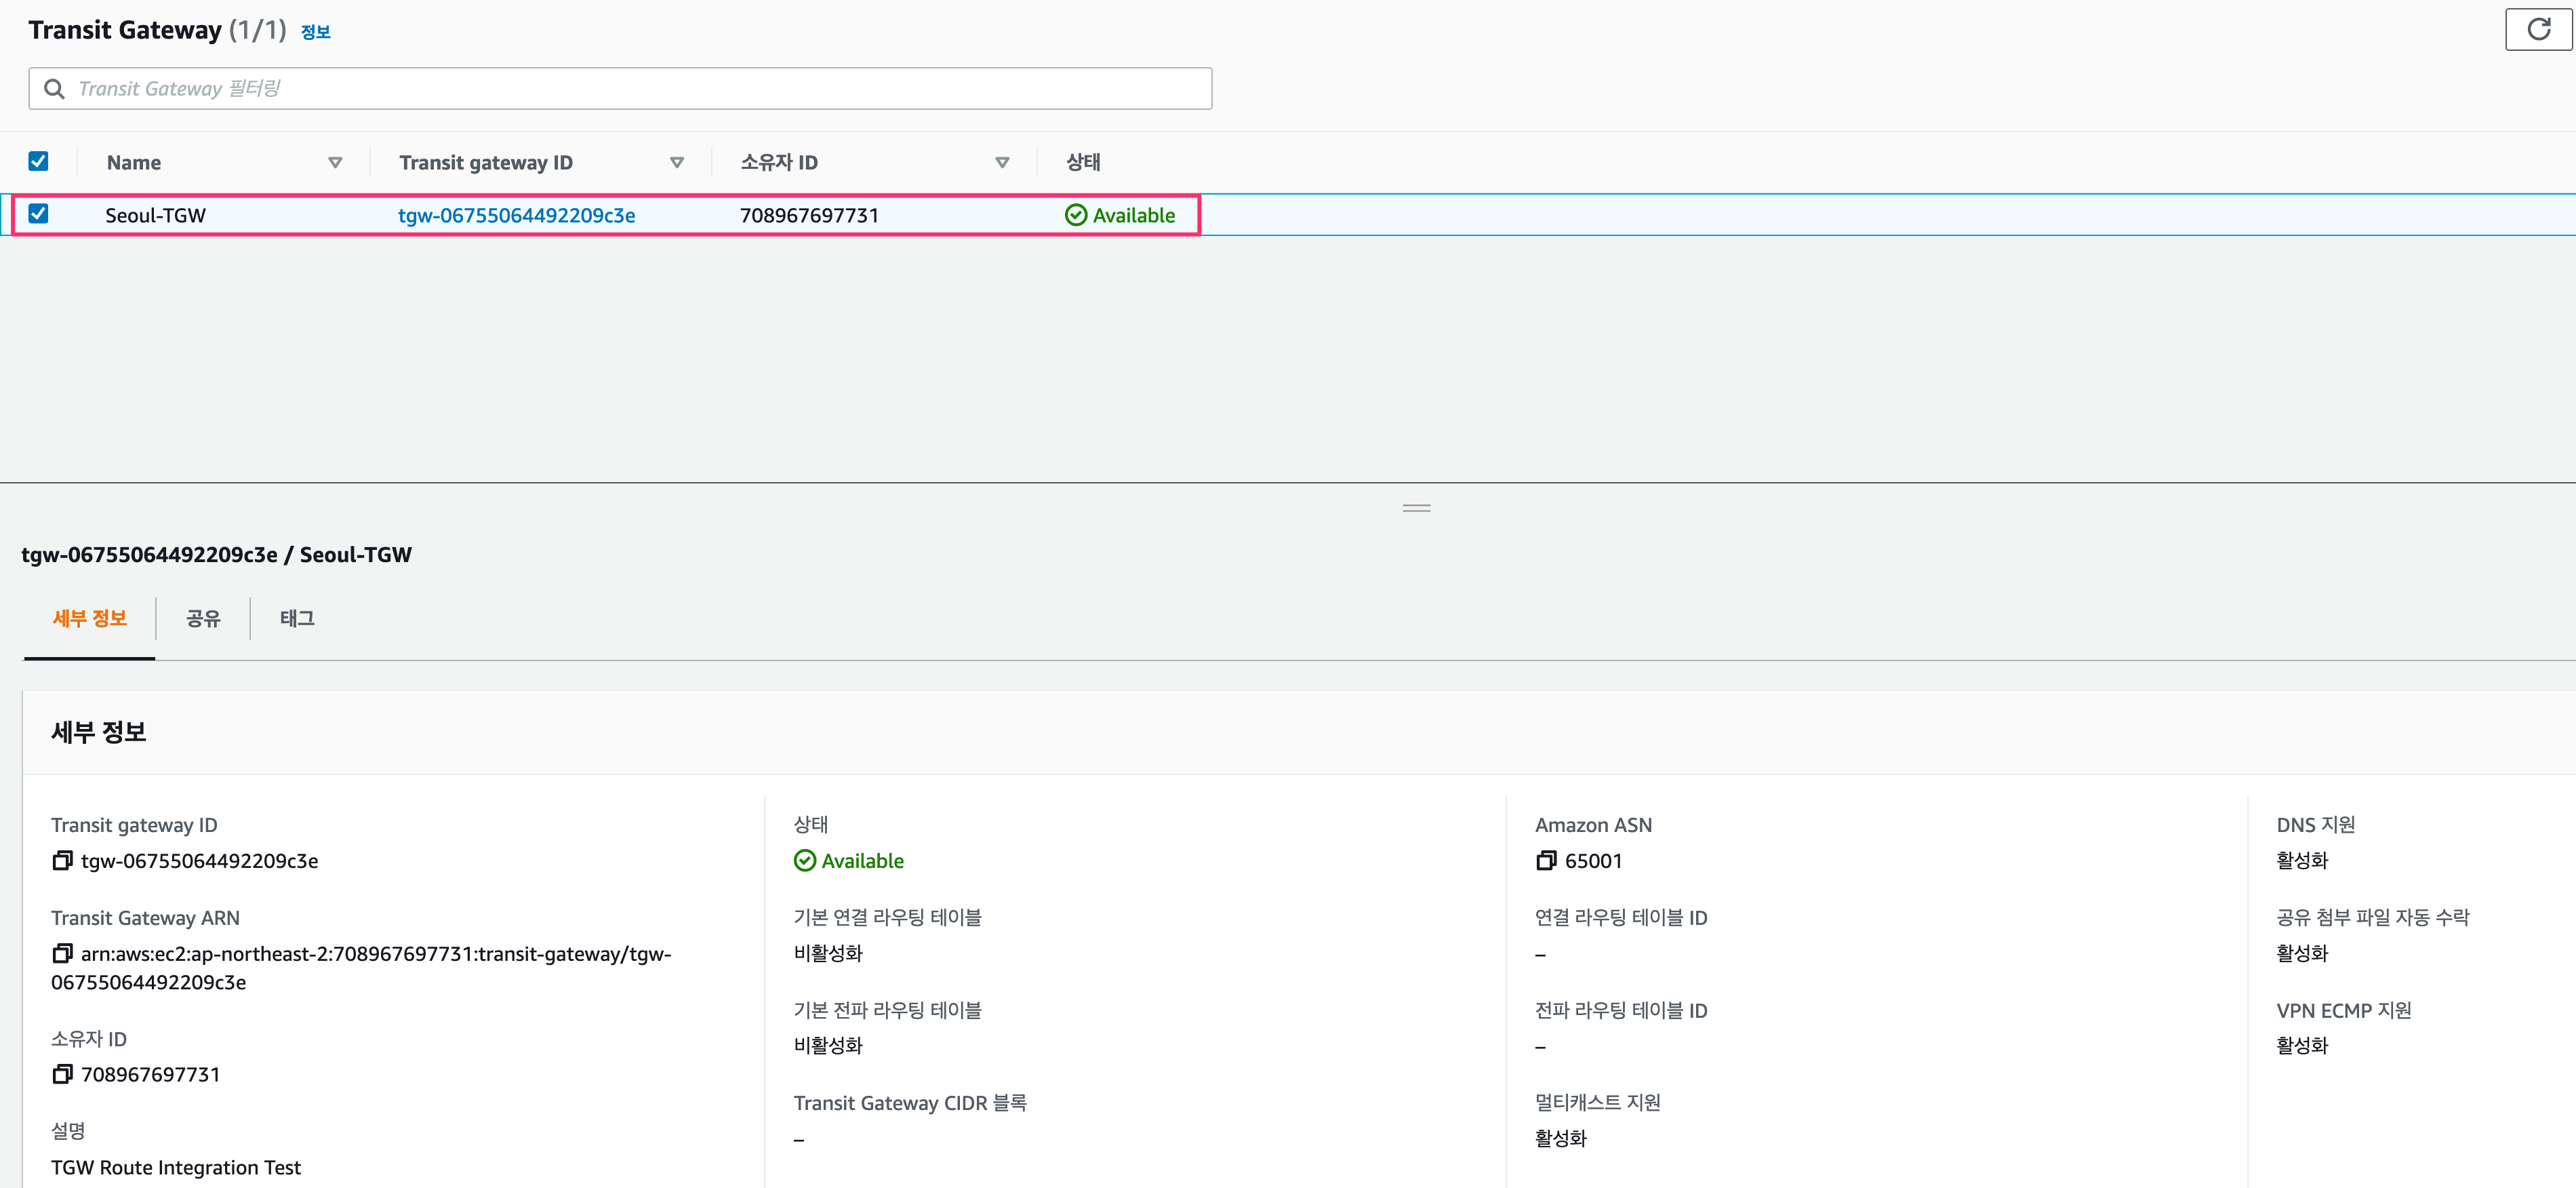 Transit Gateway (1/1) 정보
Transit Gateway 필터링
Name Transit gateway ID 소유자 ID 상태
Seoul-TGW tgw-06755064492209c3e 708967697731 Available
tgw-06755064492209c3e / Seoul-TGW
세부 정보 공유 태그
세부 정보
Transit gateway ID
tgw-06755064492209c3e
Transit Gateway ARN
arn:aws:ec2:ap-northeast-2:708967697731:transit-gateway/tgw-
06755064492209c3e
소유자 ID
708967697731
설명
TGW Route Integration Test
상태
Available
기본 연결 라우팅 테이블
비활성화
기본 전파 라우팅 테이블
비활성화
Transit Gateway CIDR 블록
–
Amazon ASN
65001
연결 라우팅 테이블 ID
–
전파 라우팅 테이블 ID
–
멀티캐스트 지원
활성화
DNS 지원
활성화
공유 첨부 파일 자동 수락
활성화
VPN ECMP 지원
활성화